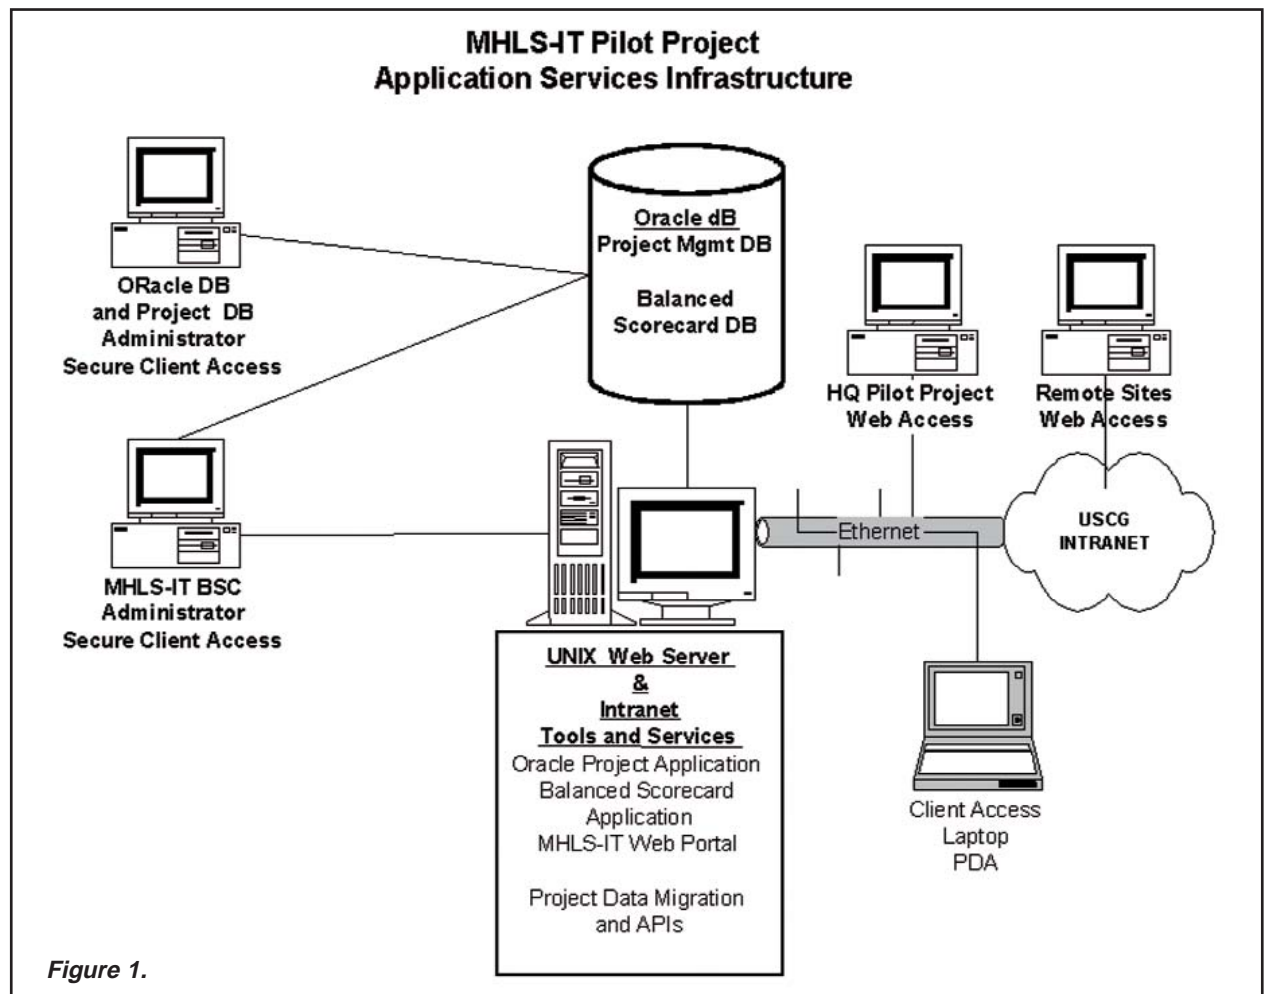 MHLS-IT Pilot Project
Application Services Infrastructure
ORacle DB
and Project DB
Administrator
Secure Client Access
Oracle dB
Project Mgmt DB
Balanced
Scorecard DB
HQ Pilot Project
Web Access
Remote Sites
Web Access
MHLS-IT BSC
Administrator
Secure Client Access
Ethernet
USCG
INTRANET
UNIX Web Server
&
Intranet
Tools and Services
Oracle Project Application
Balanced Scorecard
Application
MHLS-IT Web Portal
Project Data Migration
and APIs
Client Access
Laptop
PDA
Figure 1.